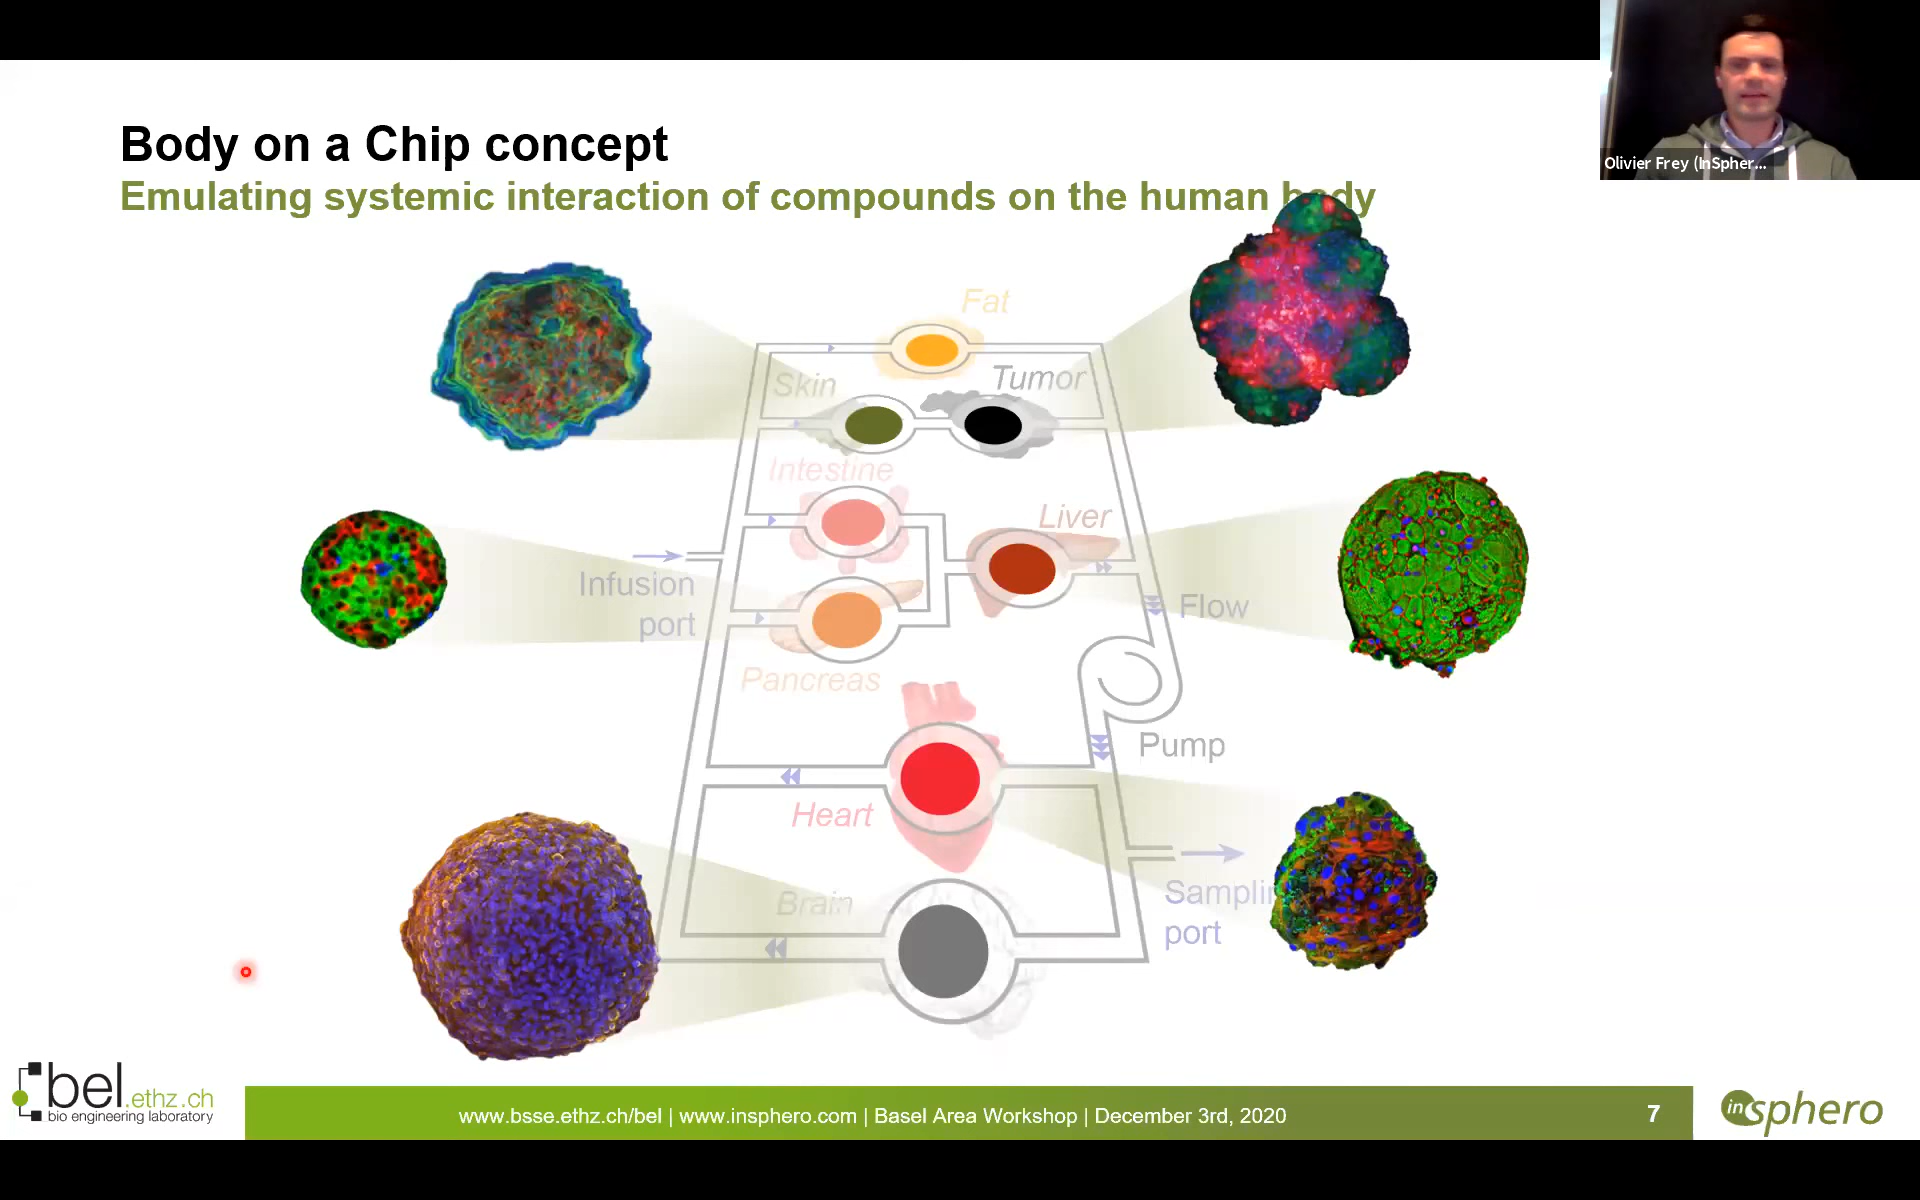 Olivier Frey (InSpher...
Body on a Chip concept
Emulating systemic interaction of compounds on the human body
Fat
Skin
Tumor
Intestine
Liver
Infusion
port
Flow
Pancreas
Pump
Heart
Brain
Samplin
port
bel.ethz.ch
bio engineering laboratory
www.bsse.ethz.ch/bel | www.insphero.com | Basel Area Workshop | December 3rd, 2020
7
insphero